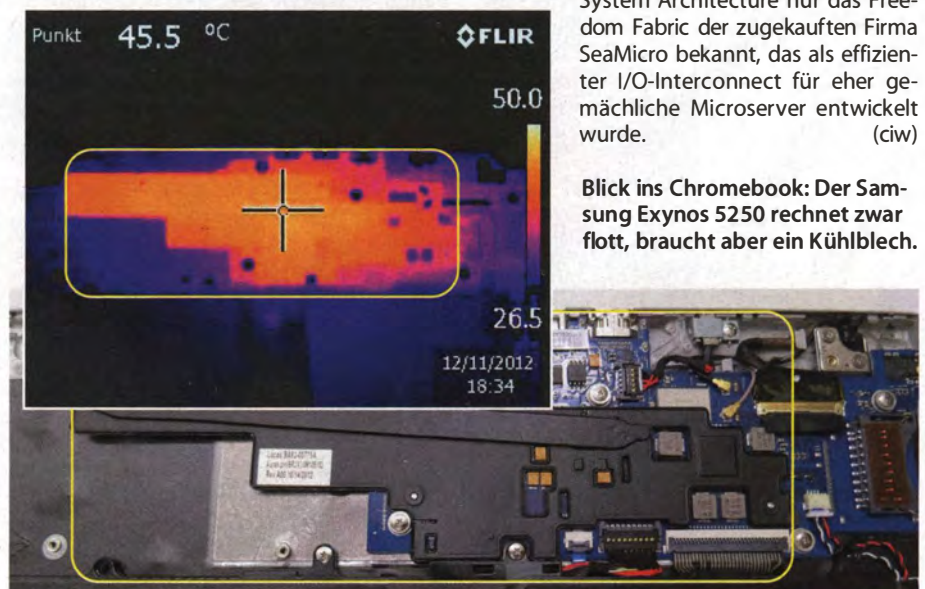 System Architecture nur das Free-
dom Fabric der zugekauften Firma
SeaMicro bekannt, das als effizien-
ter I/O-Interconnect für eher ge-
mächliche Microserver entwickelt
wurde. (ciw)
Blick ins Chromebook: Der Sam-
sung Exynos 5250 rechnet zwar
flott, braucht aber ein Kühlblech.
Punkt 45.5 °C
FLIR
50.0
26.5
12/11/2012
18:34